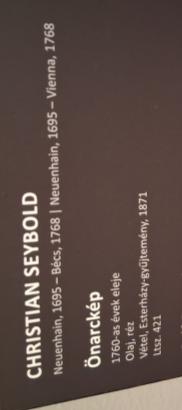 CHRISTIAN SEYBOLD
Neuenhain, 1695 – Bécs, 1768 | Neuenhain, 1695 – Vienna, 1768
Önarckép
1760-as évek eleje
Olaj, réz
Vétel, Esterházy-gyűjtemény, 1871
Ltsz. 421